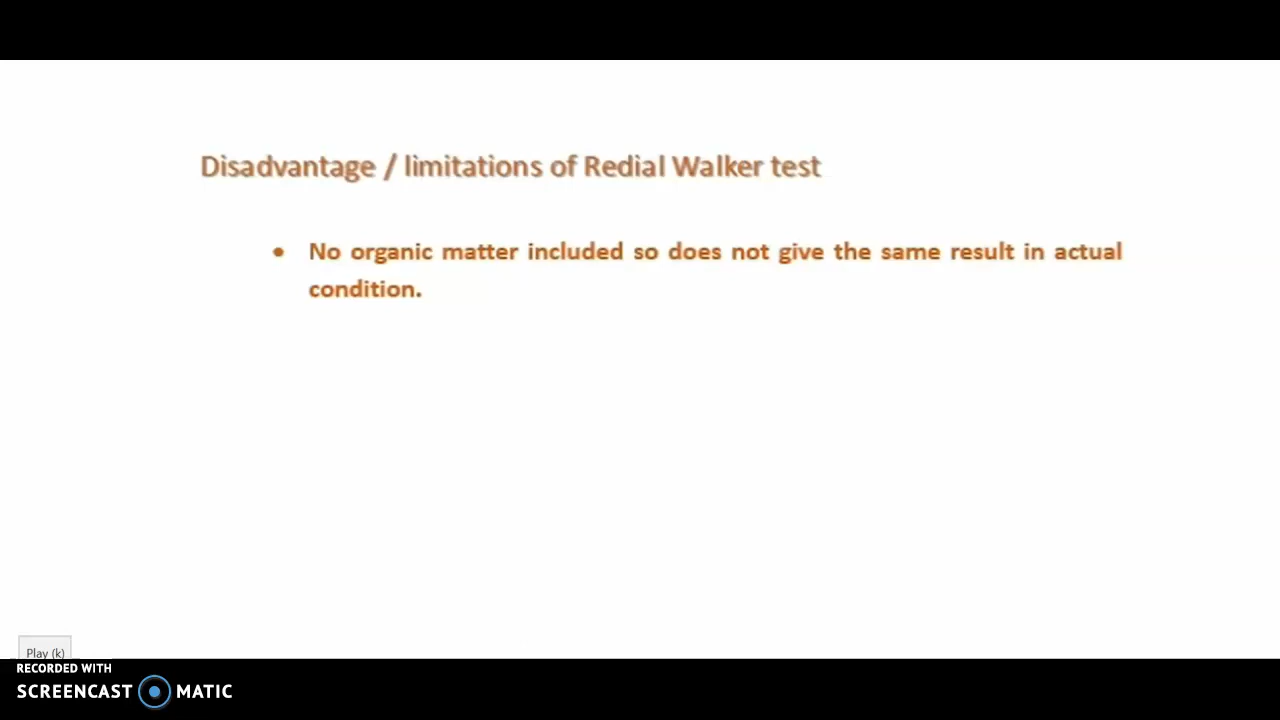 Disadvantage / limitations of Redial Walker test
• No organic matter included so does not give the same result in actual
condition.
Play (k)
RECORDED WITH
SCREENCAST MATIC